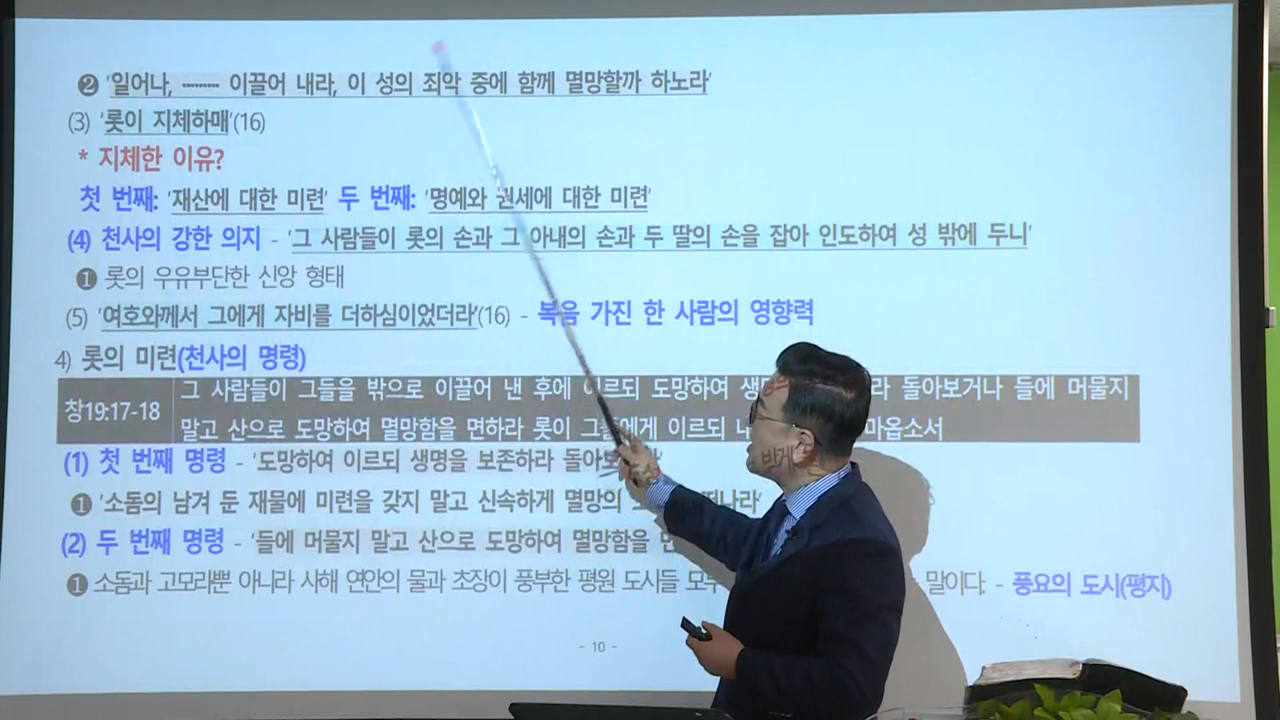 ❷ '일어나, --------- 이끌어 내라, 이 성의 죄악 중에 함께 멸망할까 하노라'
(3) '롯이 지체하매'(16)
* 지체한 이유?
첫 번째: '재산에 대한 미련' 두 번째: '명예와 권세에 대한 미련'
(4) 천사의 강한 의지 - '그 사람들이 롯의 손과 그 아내의 손과 두 딸의 손을 잡아 인도하여 성 밖에 두니'
❶ 롯의 우유부단한 신앙 형태
(5) '여호와께서 그에게 자비를 더하심이었더라'(16) - 복음 가진 한 사람의 영향력
4) 롯의 미련(천사의 명령)
창19:17-18
그 사람들이 그들을 밖으로 이끌어 낸 후에 이르되 도망하여 돌아보거나 들에 머물지
말고 산으로 도망하여 멸망함을 면하라 롯이 이르되 마옵소서
(1) 첫 번째 명령 - '도망하여 이르되 생명을 보존하라
❶ '소돔의 남겨 둔 재물에 미련을 갖지 말고 신속하게 멸망의
(2) 두 번째 명령 - '들에 머물지 말고 산으로 도망하여 멸망함을
❶ 소돔과 고모라뿐 아니라 사해 연안의 물과 초장이 풍부한 평원 도시들 말이다. - 풍요의 도시(평지)
- 10 -